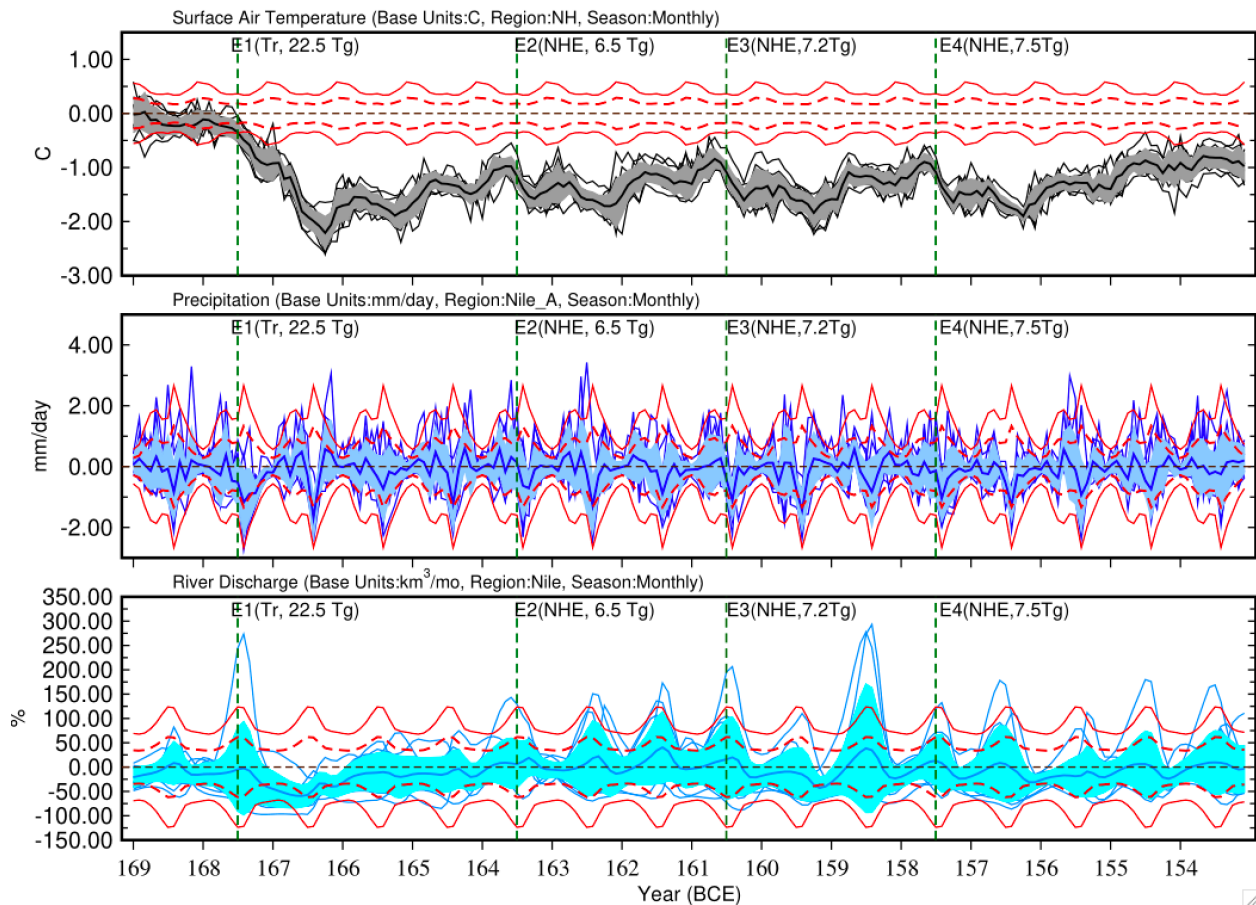 Surface Air Temperature (Base Units:C, Region:NH, Season:Monthly)
E1(Tr, 22.5 Tg) E2(NHE, 6.5 Tg) E3(NHE,7.2Tg) E4(NHE,7.5Tg)
1.00
0.00
-1.00
-2.00
-3.00
C
Precipitation (Base Units:mm/day, Region:Nile_A, Season:Monthly)
E1(Tr, 22.5 Tg) E2(NHE, 6.5 Tg) E3(NHE,7.2Tg) E4(NHE,7.5Tg)
4.00
2.00
0.00
-2.00
mm/day
River Discharge (Base Units:km³/mo, Region:Nile, Season:Monthly)
E1(Tr, 22.5 Tg) E2(NHE, 6.5 Tg) E3(NHE,7.2Tg) E4(NHE,7.5Tg)
350.00
300.00
250.00
200.00
150.00
100.00
50.00
0.00
-50.00
-100.00
-150.00
%
169 168 167 166 165 164 163 162 161 160 159 158 157 156 155 154
Year (BCE)